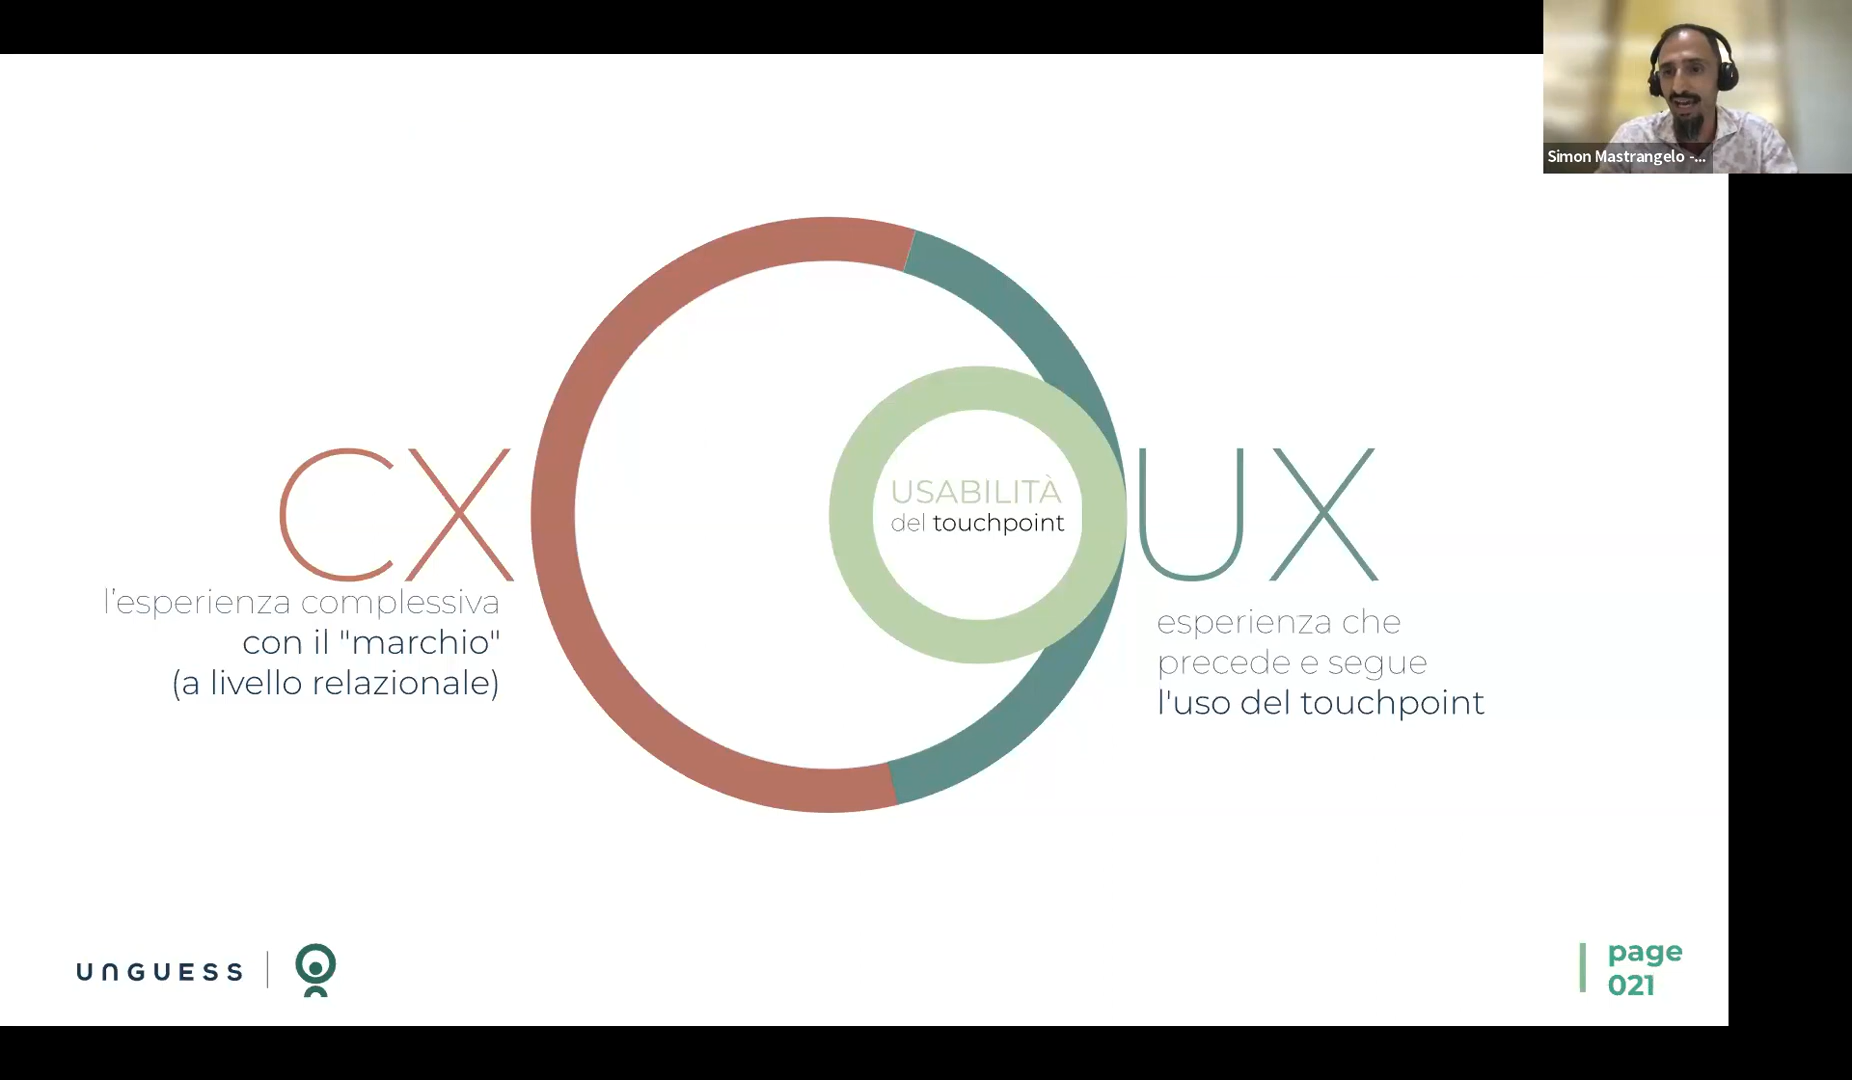 Simon Mastrangelo -...
CX
l'esperienza complessiva
con il "marchio"
(a livello relazionale)
USABILITÀ
del touchpoint
UX
esperienza che
precede e segue
l'uso del touchpoint
UNGUESS
page
021